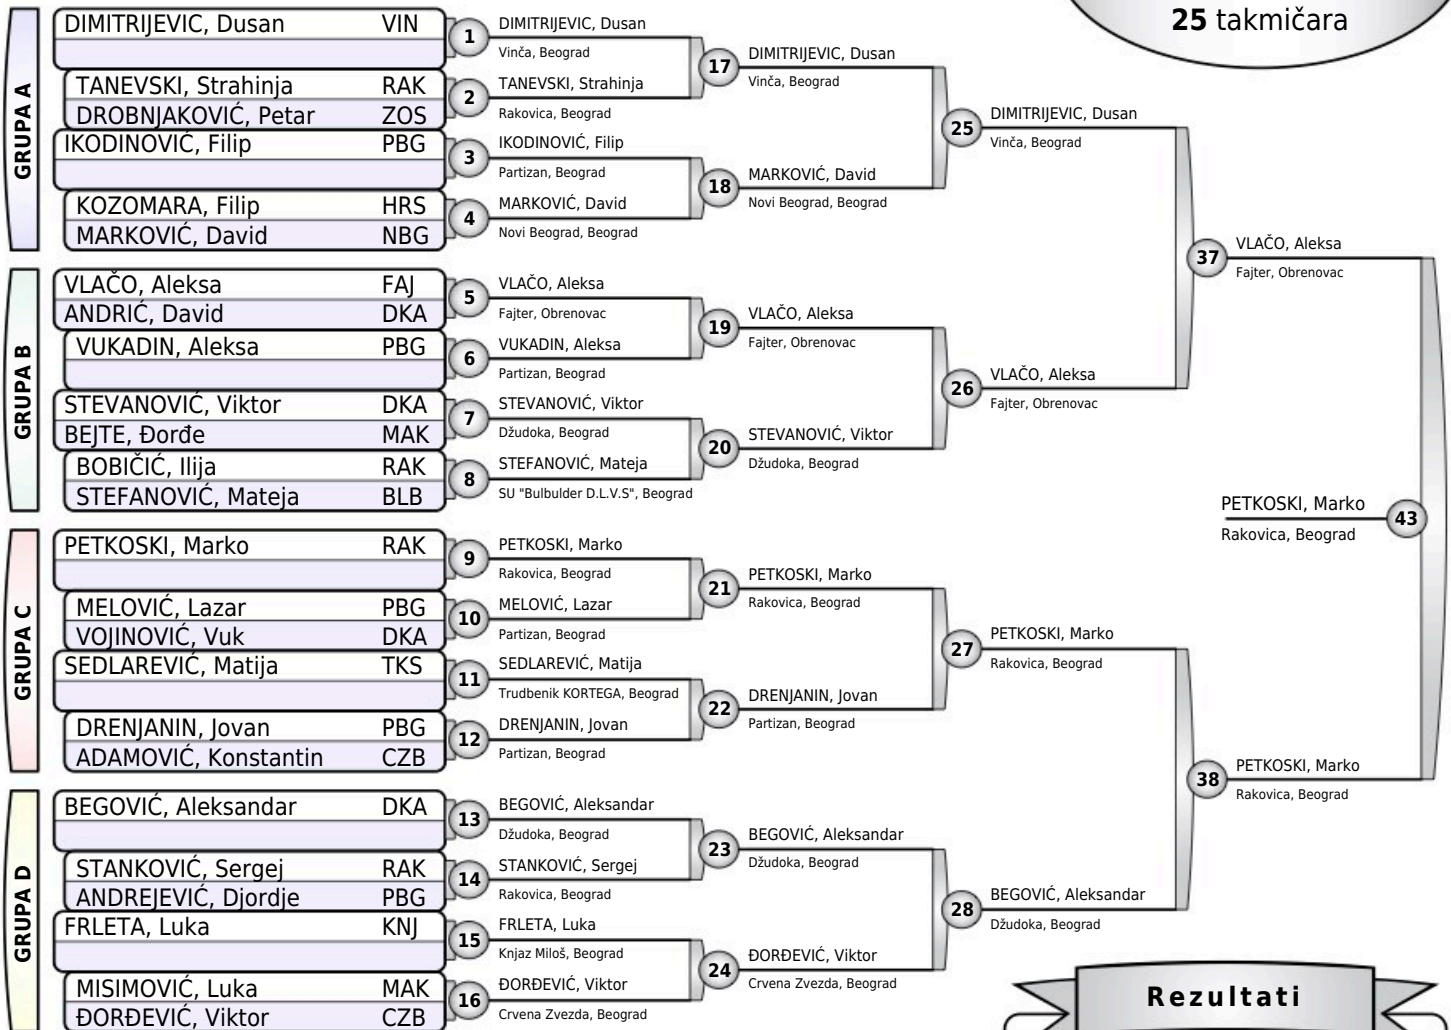 25 takmičara
GRUPA A
DIMITRIJEVIC, Dusan VIN
TANEVSKI, Strahinja RAK
DROBNJAKOVIĆ, Petar ZOS
IKODINOVIĆ, Filip PBG
KOZOMARA, Filip HRS
MARKOVIĆ, David NBG
GRUPA B
VLAČO, Aleksa FAJ
ANDRIĆ, David DKA
VUKADIN, Aleksa PBG
STEVANOVIĆ, Viktor DKA
BEJTE, Đorđe MAK
BOBIČIĆ, Ilija RAK
STEFANOVIĆ, Mateja BLB
GRUPA C
PETKOSKI, Marko RAK
MELOVIĆ, Lazar PBG
VOJINOVIĆ, Vuk DKA
SEDLAREVIĆ, Matija TKS
DRENJANIN, Jovan PBG
ADAMOVIĆ, Konstantin CZB
GRUPA D
BEGOVIĆ, Aleksandar DKA
STANKOVIĆ, Sergej RAK
ANDREJEVIĆ, Djordje PBG
FRLETA, Luka KNJ
MISIMOVIĆ, Luka MAK
ĐORĐEVIĆ, Viktor CZB
1
DIMITRIJEVIC, Dusan
Vinča, Beograd
2
TANEVSKI, Strahinja
Rakovica, Beograd
3
IKODINOVIĆ, Filip
Partizan, Beograd
4
MARKOVIĆ, David
Novi Beograd, Beograd
5
VLAČO, Aleksa
Fajter, Obrenovac
6
VUKADIN, Aleksa
Partizan, Beograd
7
STEVANOVIĆ, Viktor
Džudoka, Beograd
8
STEFANOVIĆ, Mateja
SU "Bulbulder D.L.V.S", Beograd
9
PETKOSKI, Marko
Rakovica, Beograd
10
MELOVIĆ, Lazar
Partizan, Beograd
11
SEDLAREVIĆ, Matija
Trudbenik KORTEGA, Beograd
12
DRENJANIN, Jovan
Partizan, Beograd
13
BEGOVIĆ, Aleksandar
Džudoka, Beograd
14
STANKOVIĆ, Sergej
Rakovica, Beograd
15
FRLETA, Luka
Knjaz Miloš, Beograd
16
ĐORĐEVIĆ, Viktor
Crvena Zvezda, Beograd
17
DIMITRIJEVIC, Dusan
Vinča, Beograd
18
MARKOVIĆ, David
Novi Beograd, Beograd
19
VLAČO, Aleksa
Fajter, Obrenovac
20
STEVANOVIĆ, Viktor
Džudoka, Beograd
21
PETKOSKI, Marko
Rakovica, Beograd
22
DRENJANIN, Jovan
Partizan, Beograd
23
BEGOVIĆ, Aleksandar
Džudoka, Beograd
24
ĐORĐEVIĆ, Viktor
Crvena Zvezda, Beograd
25
DIMITRIJEVIC, Dusan
Vinča, Beograd
26
VLAČO, Aleksa
Fajter, Obrenovac
27
PETKOSKI, Marko
Rakovica, Beograd
28
BEGOVIĆ, Aleksandar
Džudoka, Beograd
37
VLAČO, Aleksa
Fajter, Obrenovac
38
PETKOSKI, Marko
Rakovica, Beograd
PETKOSKI, Marko
Rakovica, Beograd
43
Rezultati